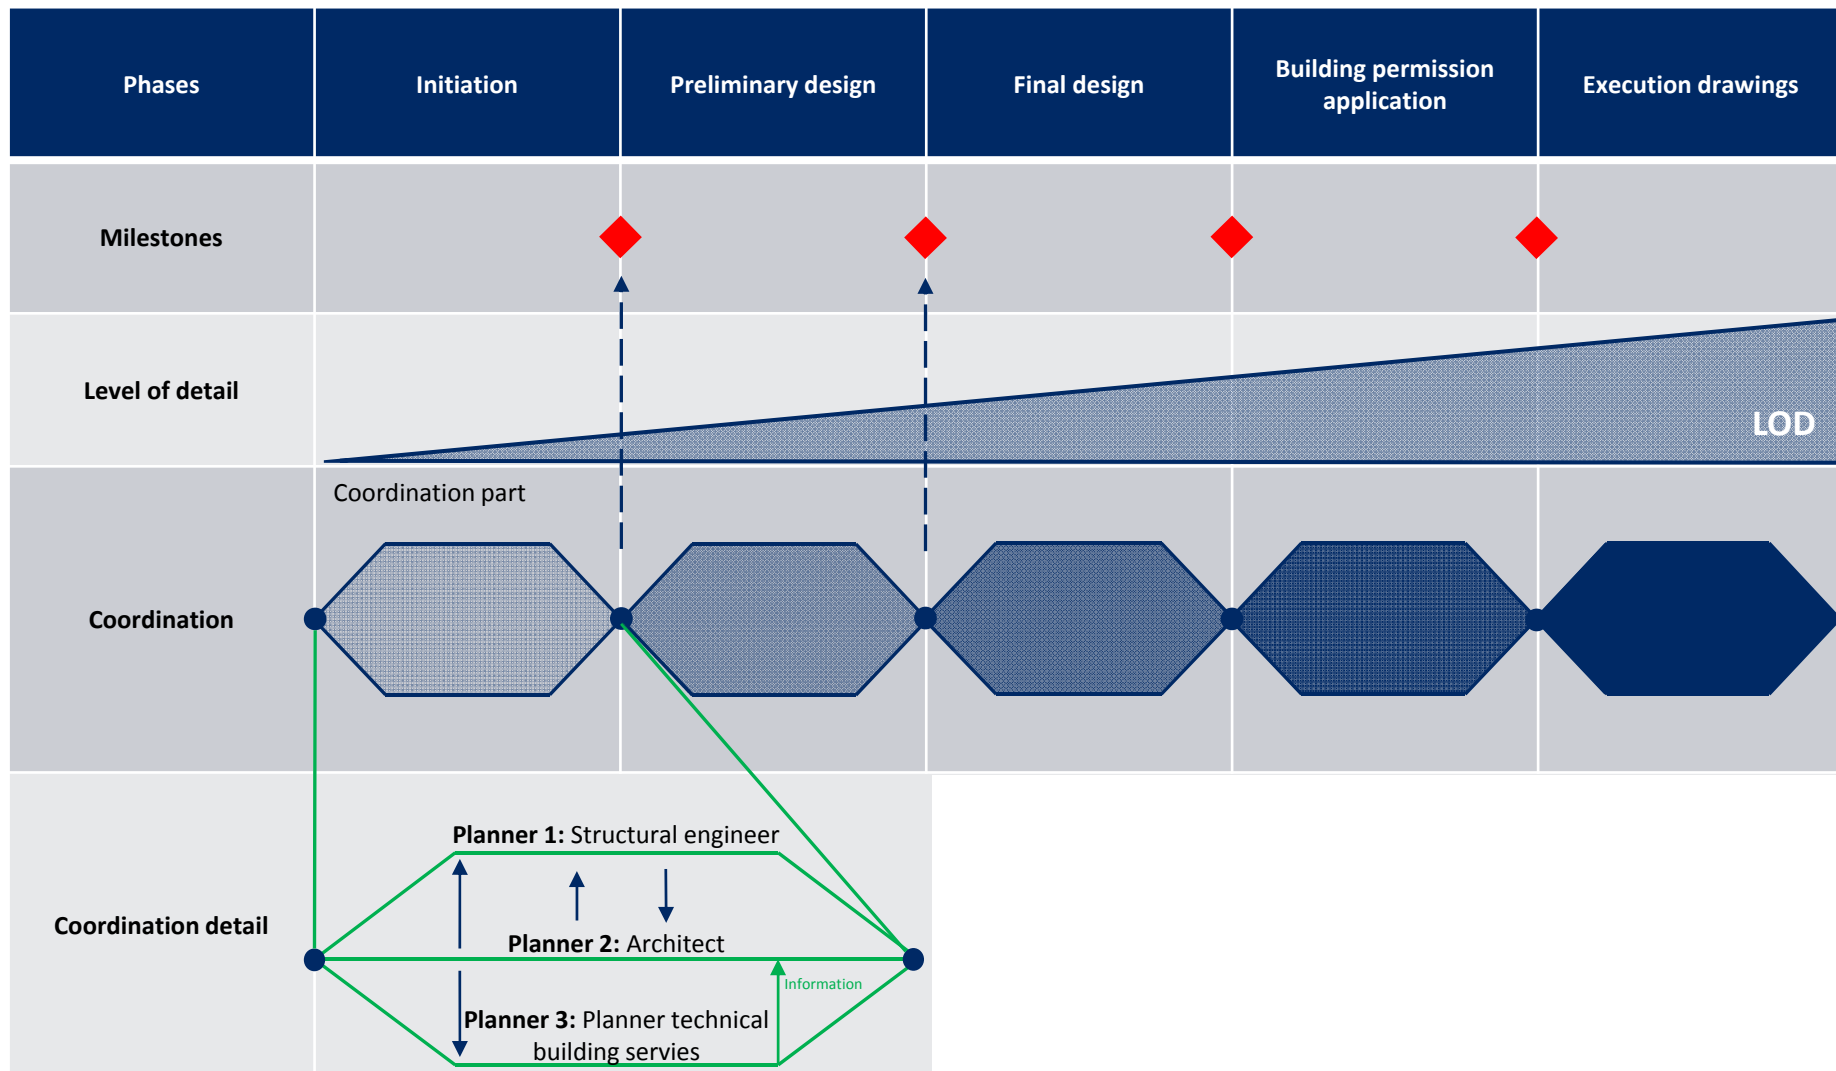 Phases
Initiation
Preliminary design
Final design
Building permission
application
Execution drawings
Milestones
Level of detail
LOD
Coordination part
Coordination
Coordination detail
Planner 1: Structural engineer
Planner 2: Architect
Information
Planner 3: Planner technical
building servies